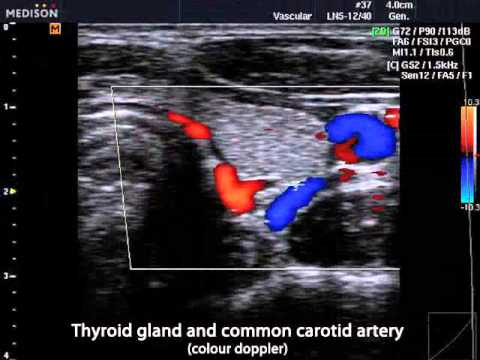 MEDISON
#37 4.0cm
Vascular LN5-12/40 Gen.
M
[2D] G72 / P90 / 113dB
FA6 / FSI3 / PGC0
MI1.1 / TIs0.6
[C] G52 / 1.5kHz
Sen12 / FA5 / F1
1
10.3
2
-10.3
3
Thyroid gland and common carotid artery
(colour doppler)
4